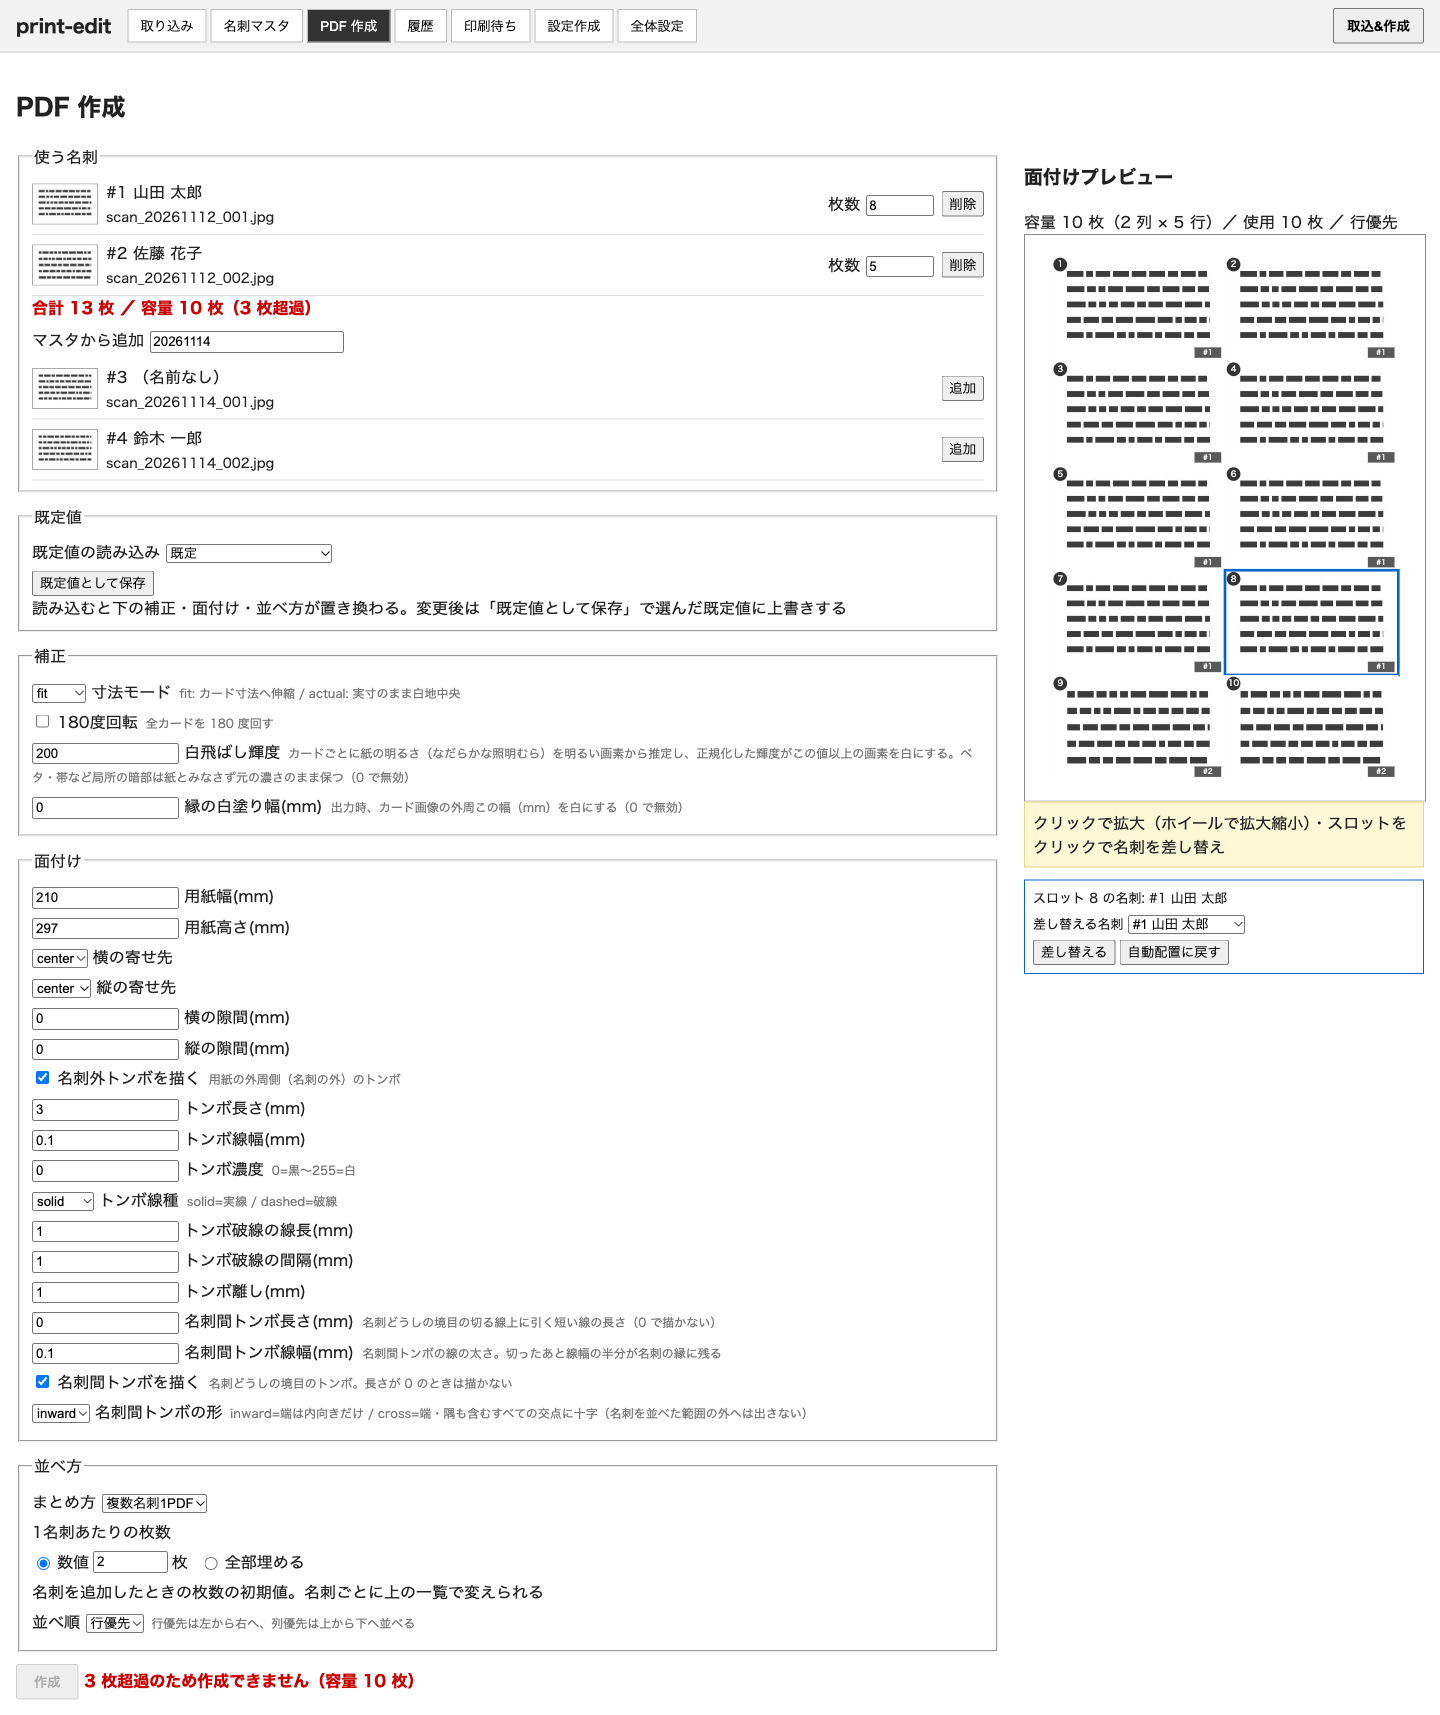 print-edit
取り込み
名刺マスタ
PDF 作成
履歴
印刷待ち
設定作成
全体設定
取込&作成
PDF 作成
使う名刺
#1 山田 太郎
scan_20261112_001.jpg
枚数 8 削除
#2 佐藤 花子
scan_20261112_002.jpg
枚数 5 削除
合計 13 枚 ／ 容量 10 枚（3 枚超過）
マスタから追加 20261114
#3 （名前なし）
scan_20261114_001.jpg
追加
#4 鈴木 一郎
scan_20261114_002.jpg
追加
既定値
既定値の読み込み 既定
既定値として保存
読み込むと下の補正・面付け・並べ方が置き換わる。変更後は「既定値として保存」で選んだ既定値に上書きする
補正
fit 寸法モード fit: カード寸法へ伸縮 / actual: 実寸のまま白地中央
180度回転 全カードを 180 度回す
200 白飛ばし輝度 カードごとに紙の明るさ（なだらかな照明むら）を明るい画素から推定し、正規化した輝度がこの値以上の画素を白にする。ベ
タ・帯など局所の暗部は紙とみなさず元の濃さのまま保つ（0 で無効）
0 縁の白塗り幅(mm) 出力時、カード画像の外周この幅（mm）を白にする（0 で無効）
面付け
210 用紙幅(mm)
297 用紙高さ(mm)
center 横の寄せ先
center 縦の寄せ先
0 横の隙間(mm)
0 縦の隙間(mm)
名刺外トンボを描く 用紙の外周側（名刺の外）のトンボ
3 トンボ長さ(mm)
0.1 トンボ線幅(mm)
0 トンボ濃度 0=黒〜255=白
solid トンボ線種 solid=実線 / dashed=破線
1 トンボ破線の線長(mm)
1 トンボ破線の間隔(mm)
1 トンボ離し(mm)
0 名刺間トンボ長さ(mm) 名刺どうしの境目の切る線上に引く短い線の長さ（0 で描かない）
0.1 名刺間トンボ線幅(mm) 名刺間トンボの線の太さ。切ったあと線幅の半分が名刺の縁に残る
名刺間トンボを描く 名刺どうしの境目のトンボ。長さが 0 のときは描かない
inward 名刺間トンボの形 inward=端は内向きだけ / cross=端・隅も含むすべての交点に十字（名刺を並べた範囲の外へは出さない）
並べ方
まとめ方 複数名刺1PDF
1名刺あたりの枚数
数値 2 枚 全部埋める
名刺を追加したときの枚数の初期値。名刺ごとに上の一覧で変えられる
並べ順 行優先 行優先は左から右へ、列優先は上から下へ並べる
作成 3 枚超過のため作成できません（容量 10 枚）
面付けプレビュー
容量 10 枚（2 列 × 5 行）／ 使用 10 枚 ／ 行優先
1 2
#1 #1
3 4
#1 #1
5 6
#1 #1
7 8
#1 #1
9 10
#2 #2
クリックで拡大（ホイールで拡大縮小）・スロットを
クリックで名刺を差し替え
スロット 8 の名刺: #1 山田 太郎
差し替える名刺 #1 山田 太郎
差し替える 自動配置に戻す